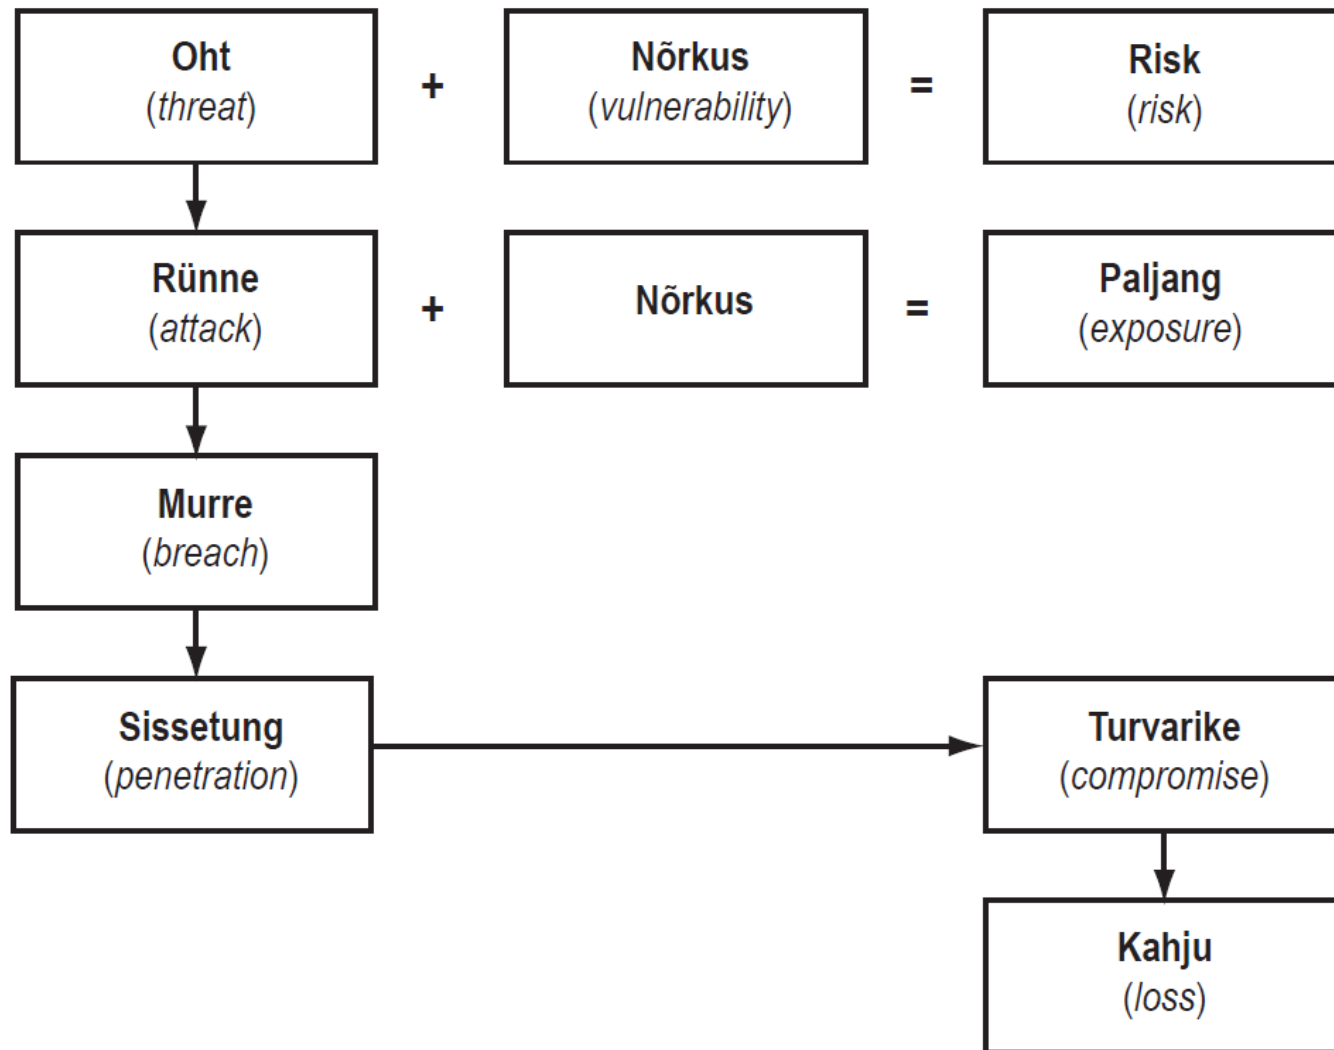 Oht
(threat)
+
Nõrkus
(vulnerability)
=
Risk
(risk)
Rünne
(attack)
+
Nõrkus
=
Paljang
(exposure)
Murre
(breach)
Sissetung
(penetration)
Turvarike
(compromise)
Kahju
(loss)